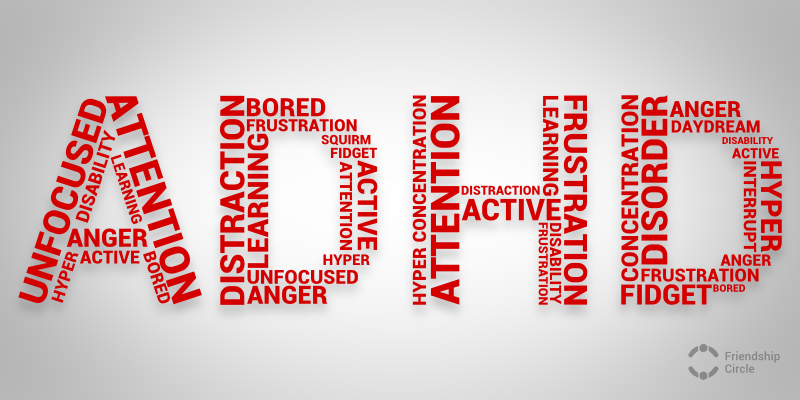 UNFOCUSED
ATTENTION
DISABILITY
LEARNING
ANGER
HYPER
ACTIVE
BORED
DISTRACTION
BORED
FRUSTRATION
LEARNING
SQUIRM
FIDGET
ATTENTION
ACTIVE
HYPER
UNFOCUSED
ANGER
HYPER CONCENTRATION
ATTENTION
DISTRACTION
ACTIVE
LEARNING
FRUSTRATION
DISABILITY
FRUSTRATION
CONCENTRATION
DISORDER
ANGER
DAYDREAM
DISABILITY
ACTIVE
HYPER
INTERRUPT
ANGER
FRUSTRATION
FIDGET
BORED
Friendship
Circle